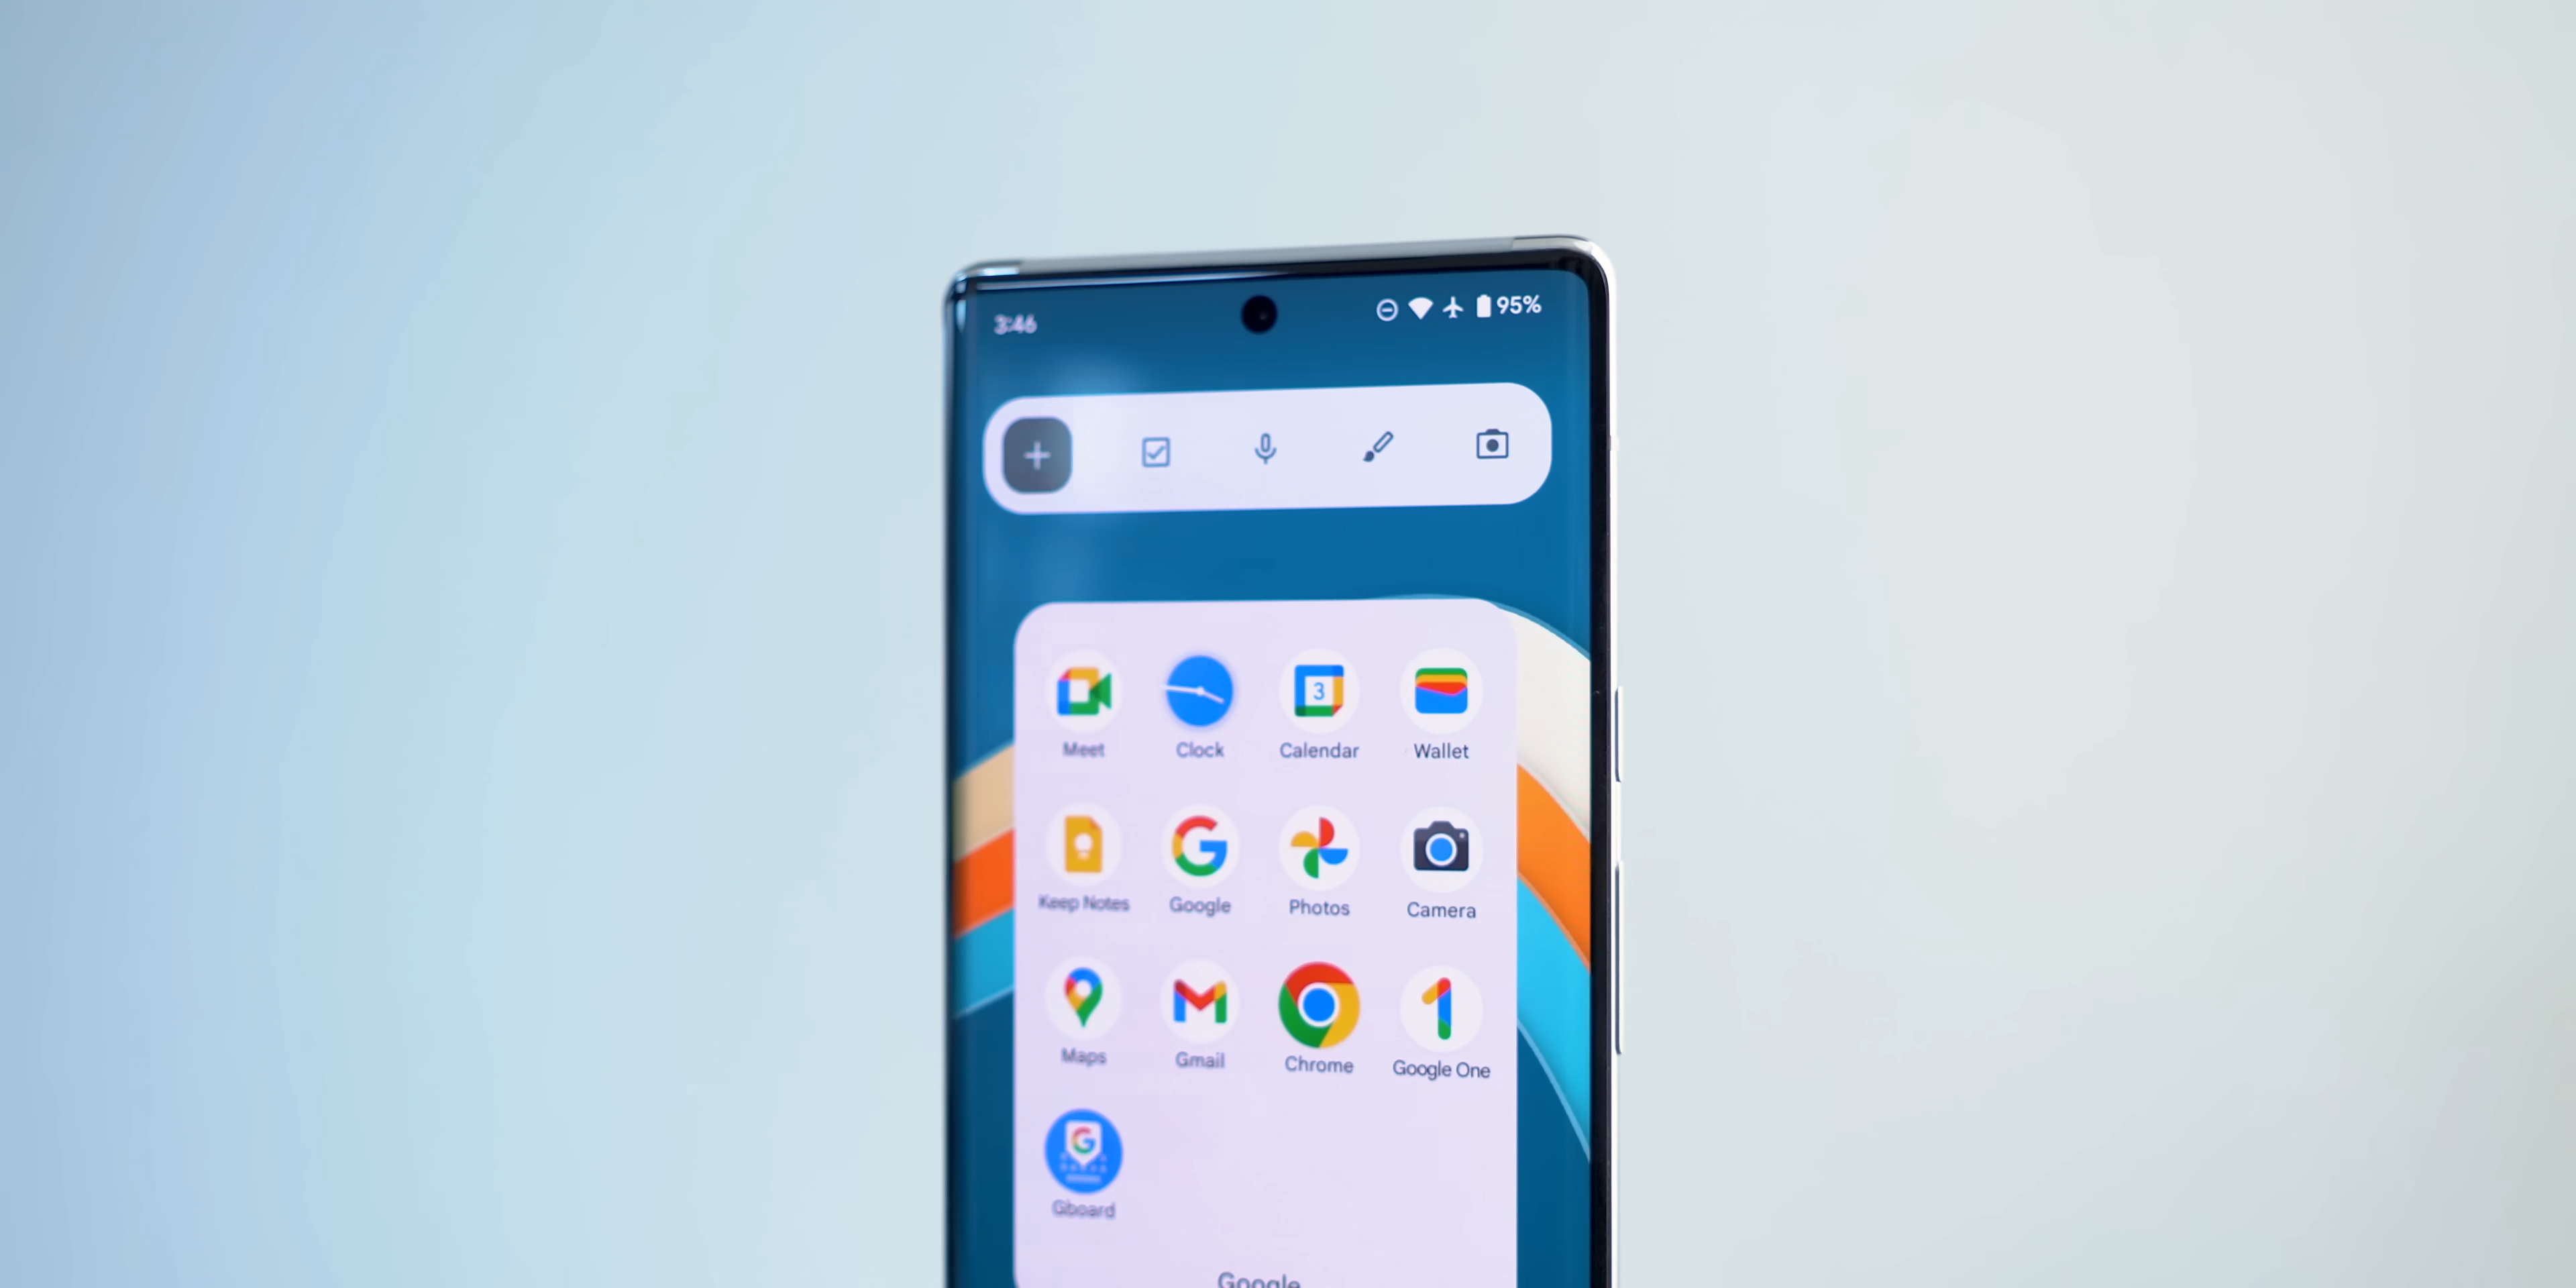 3:46
95%
3
Meet Clock Calendar Wallet
Keep Notes Google Photos Camera
Maps Gmail Chrome Google One
Gboard
Google